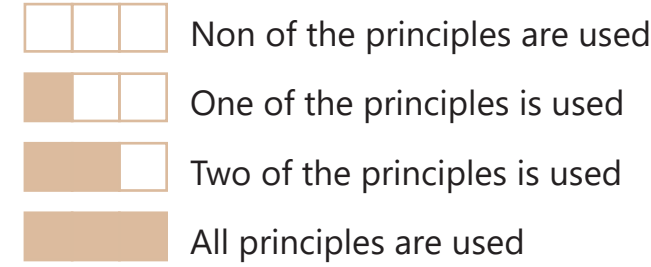 Non of the principles are used
One of the principles is used
Two of the principles is used
All principles are used